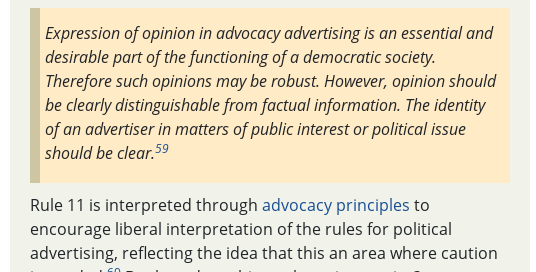 Expression of opinion in advocacy advertising is an essential and
desirable part of the functioning of a democratic society.
Therefore such opinions may be robust. However, opinion should
be clearly distinguishable from factual information. The identity
of an advertiser in matters of public interest or political issue
should be clear.59
Rule 11 is interpreted through advocacy principles to
encourage liberal interpretation of the rules for political
advertising, reflecting the idea that this an area where caution